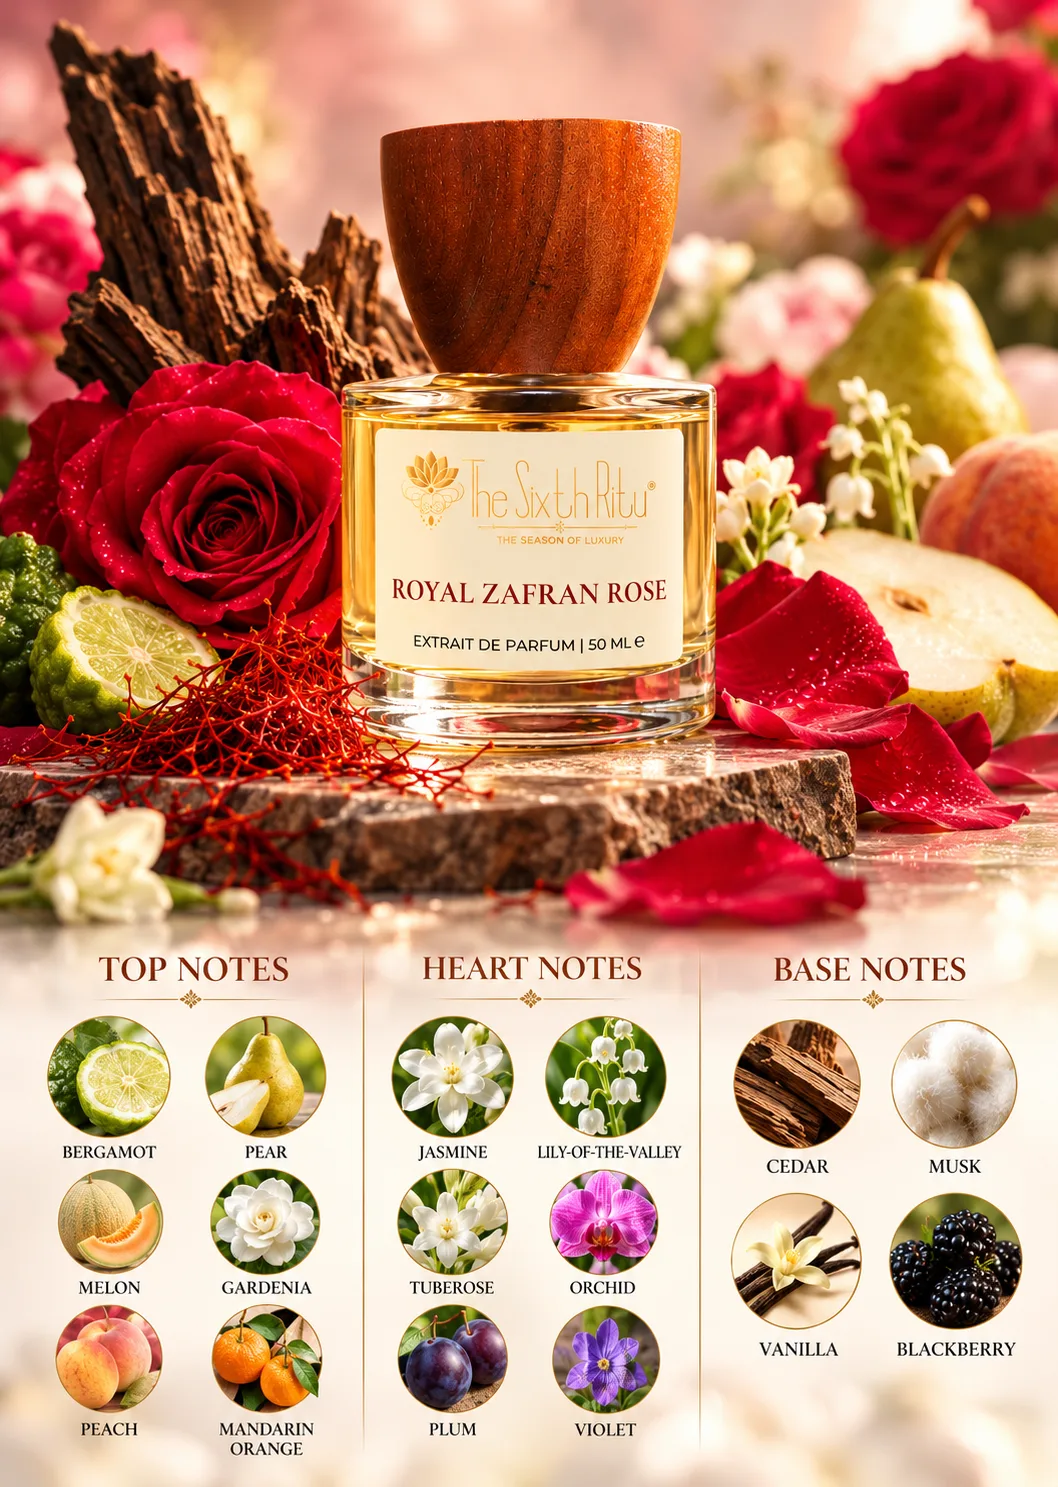 The Sixth Ritu®
THE SEASON OF LUXURY
ROYAL ZAFRAN ROSE
EXTRAIT DE PARFUM | 50 ML ℮
TOP NOTES
HEART NOTES
BASE NOTES
BERGAMOT
PEAR
JASMINE
LILY-OF-THE-VALLEY
CEDAR
MUSK
MELON
GARDENIA
TUBEROSE
ORCHID
VANILLA
BLACKBERRY
PEACH
MANDARIN
ORANGE
PLUM
VIOLET